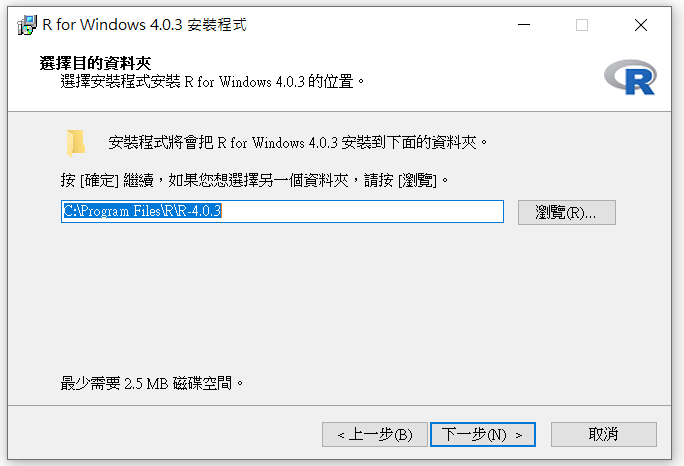 R for Windows 4.0.3 安裝程式
選擇目的資料夾
選擇安裝程式安裝 R for Windows 4.0.3 的位置。
R
安裝程式將會把 R for Windows 4.0.3 安裝到下面的資料夾。
按 [確定] 繼續，如果您想選擇另一個資料夾，請按 [瀏覽]。
C:\Program Files\R\R-4.0.3
瀏覽(R)...
最少需要 2.5 MB 磁碟空間。
< 上一步(B)
下一步(N) >
取消